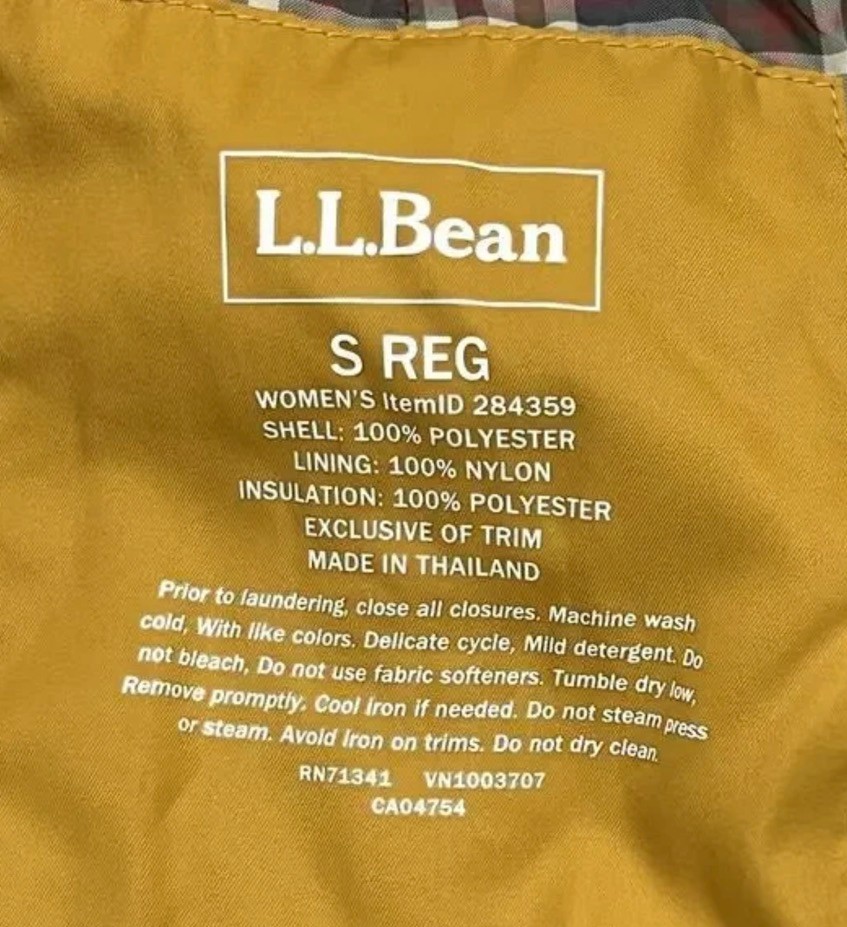 L.L.Bean
S REG
WOMEN'S ItemID 284359
SHELL: 100% POLYESTER
LINING: 100% NYLON
INSULATION: 100% POLYESTER
EXCLUSIVE OF TRIM
MADE IN THAILAND
Prior to laundering, close all closures. Machine wash
cold, With like colors. Delicate cycle, Mild detergent. Do
not bleach, Do not use fabric softeners. Tumble dry low,
Remove promptly. Cool iron if needed. Do not steam press
or steam. Avoid iron on trims. Do not dry clean.
RN71341 VN1003707
CA04754